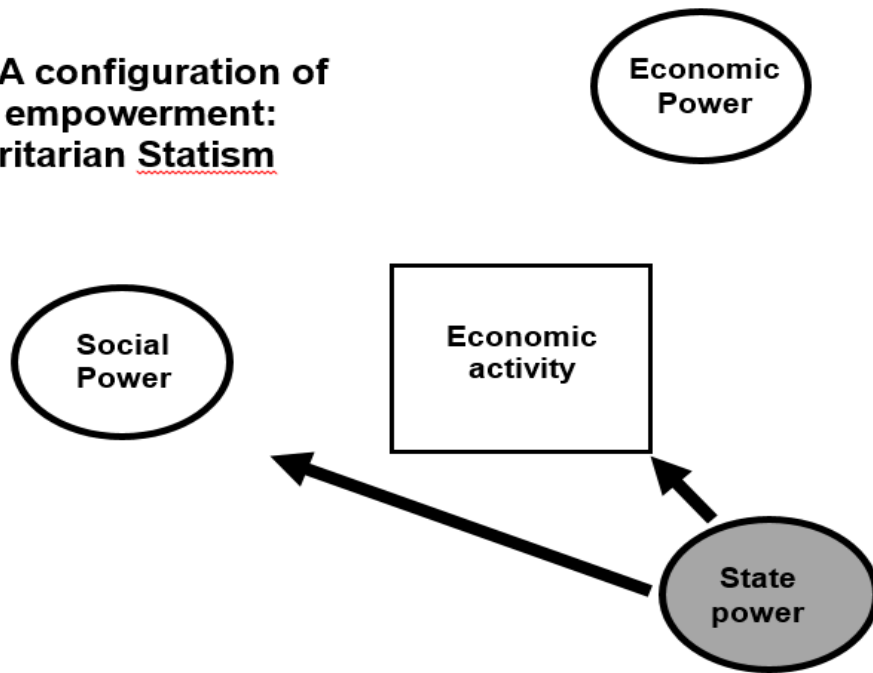 A configuration of
empowerment:
ritarian Statism
Economic
Power
Social
Power
Economic
activity
State
power